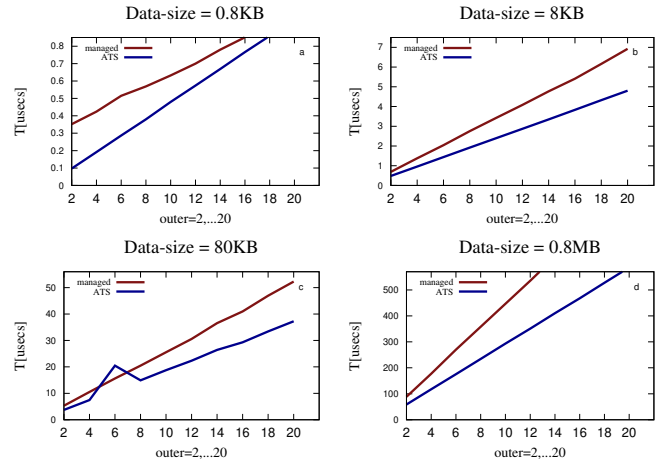 Data-size = 0.8KB
managed
ATS
a
T[usecs]
0.8
0.7
0.6
0.5
0.4
0.3
0.2
0.1
0
2 4 6 8 10 12 14 16 18 20
outer=2,...20
Data-size = 8KB
managed
ATS
b
T[usecs]
7
6
5
4
3
2
1
0
2 4 6 8 10 12 14 16 18 20
outer=2,...20
Data-size = 80KB
managed
ATS
c
T[usecs]
50
40
30
20
10
0
2 4 6 8 10 12 14 16 18 20
outer=2,...20
Data-size = 0.8MB
managed
ATS
d
T[usecs]
500
400
300
200
100
0
2 4 6 8 10 12 14 16 18 20
outer=2,...20